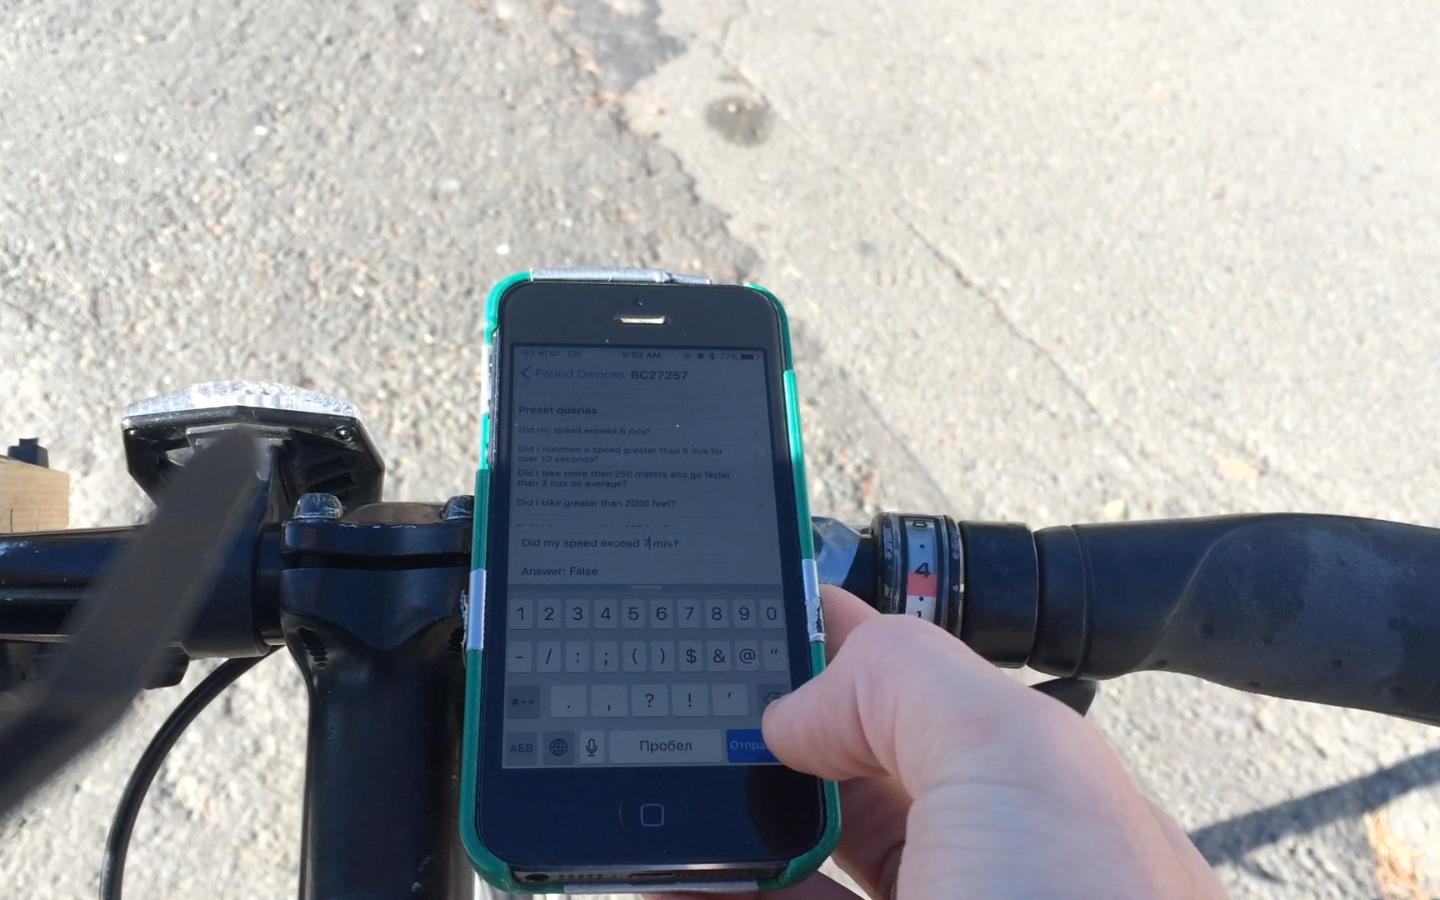 AT&T LTE 9:53 AM 77%
Found Devices BC27257
Preset queries
Did my speed exceed 6 m/s?
Did I maintain a speed greater than 5 m/s for
over 10 seconds?
Did I bike more than 250 meters and go faster
than 3 m/s on average?
Did I bike greater than 2000 feet?
Did my speed exceed 7 m/s?
Answer: False
1 2 3 4 5 6 7 8 9 0
- / : ; ( ) $ & @ "
#+= . , ? ! '
АБВ Пробел
4